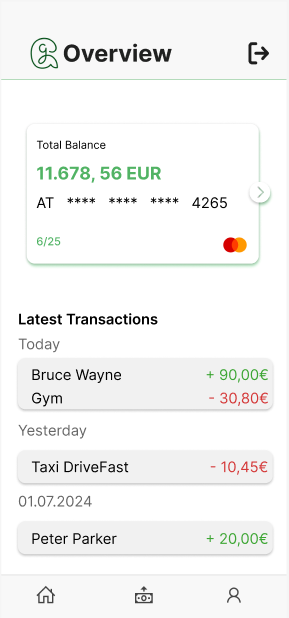 Overview
Total Balance
11.678, 56 EUR
AT **** **** **** 4265
6/25
Latest Transactions
Today
Bruce Wayne + 90,00€
Gym - 30,80€
Yesterday
Taxi DriveFast - 10,45€
01.07.2024
Peter Parker + 20,00€